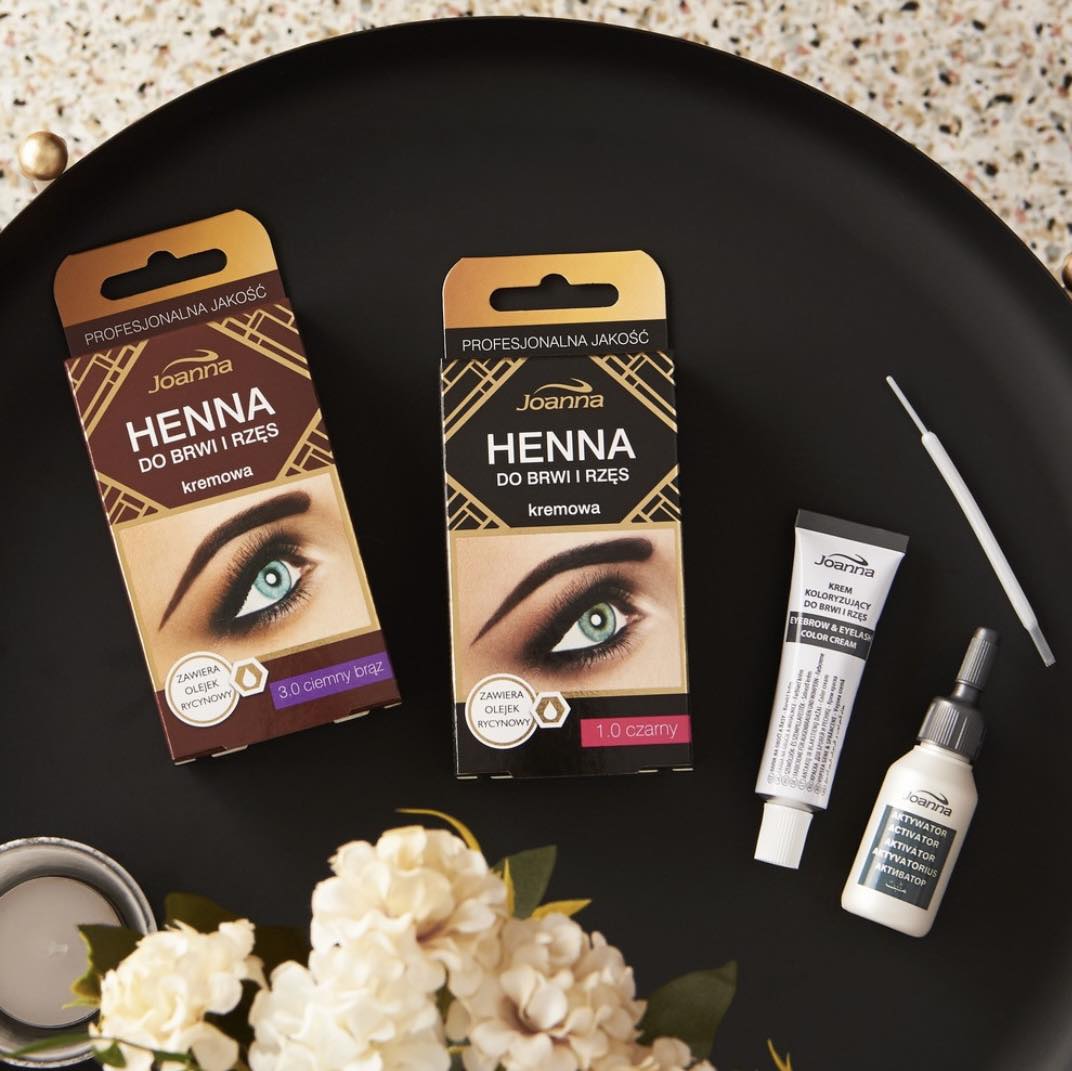 PROFESJONALNA JAKOŚĆ
Joanna
HENNA
DO BRWI I RZĘS
kremowa
ZAWIERA
OLEJEK
RYCYNOWY
3.0 ciemny brąz
PROFESJONALNA JAKOŚĆ
Joanna
HENNA
DO BRWI I RZĘS
kremowa
ZAWIERA
OLEJEK
RYCYNOWY
1.0 czarny
Joanna
KREM
KOLORYZUJĄCY
DO BRWI I RZĘS
EYEBROW & EYELASH
COLOR CREAM
Joanna
AKTYWATOR
ACTIVATOR
AKTIVATOR
AKTYVATORIUS
АКТИВАТОР